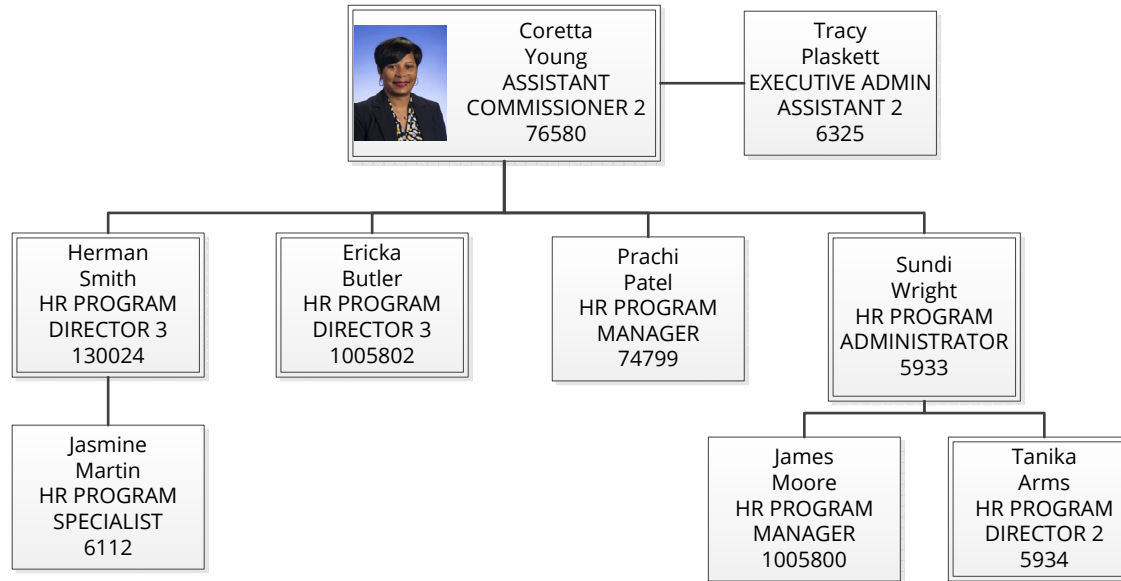 Coretta
Young
ASSISTANT
COMMISSIONER 2
76580
Tracy
Plaskett
EXECUTIVE ADMIN
ASSISTANT 2
6325
Herman
Smith
HR PROGRAM
DIRECTOR 3
130024
Ericka
Butler
HR PROGRAM
DIRECTOR 3
1005802
Prachi
Patel
HR PROGRAM
MANAGER
74799
Sundi
Wright
HR PROGRAM
ADMINISTRATOR
5933
Jasmine
Martin
HR PROGRAM
SPECIALIST
6112
James
Moore
HR PROGRAM
MANAGER
1005800
Tanika
Arms
HR PROGRAM
DIRECTOR 2
5934